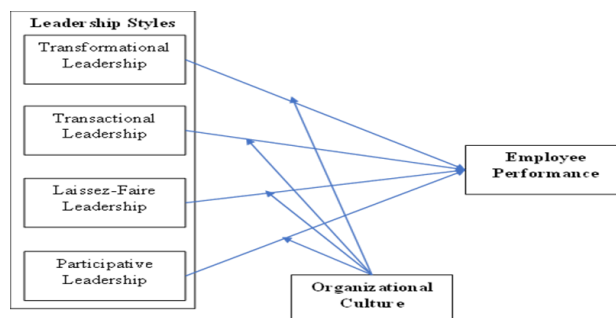 Leadership Styles
Transformational
Leadership
Transactional
Leadership
Laissez-Faire
Leadership
Participative
Leadership
Employee
Performance
Organizational
Culture